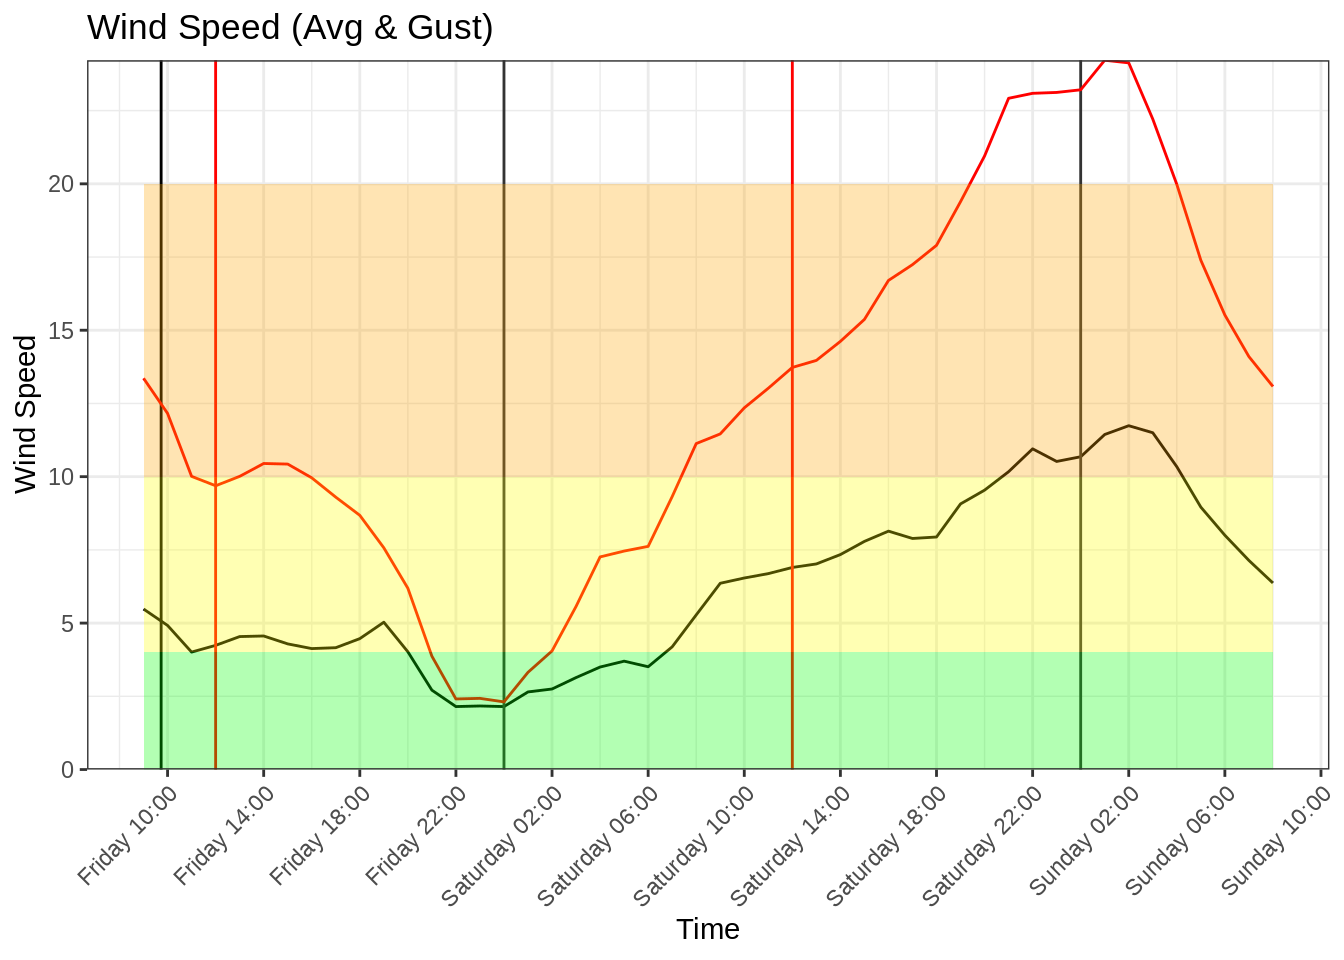 Wind Speed (Avg & Gust)
Wind Speed
20
15
10
5
0
Friday 10:00
Friday 14:00
Friday 18:00
Friday 22:00
Saturday 02:00
Saturday 06:00
Saturday 10:00
Saturday 14:00
Saturday 18:00
Saturday 22:00
Sunday 02:00
Sunday 06:00
Sunday 10:00
Time